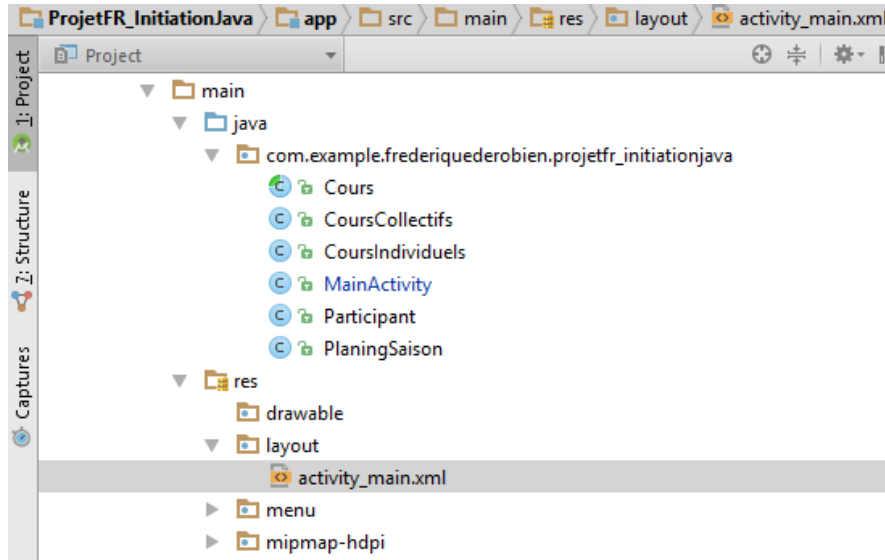 ProjetFR_InitiationJava app src main res layout activity_main.xml
1: Project
Project
main
java
com.example.frederiquederobien.projetfr_initiationjava
Cours
CoursCollectifs
CoursIndividuels
MainActivity
Participant
PlaningSaison
res
drawable
layout
activity_main.xml
menu
mipmap-hdpi
7: Structure
Captures